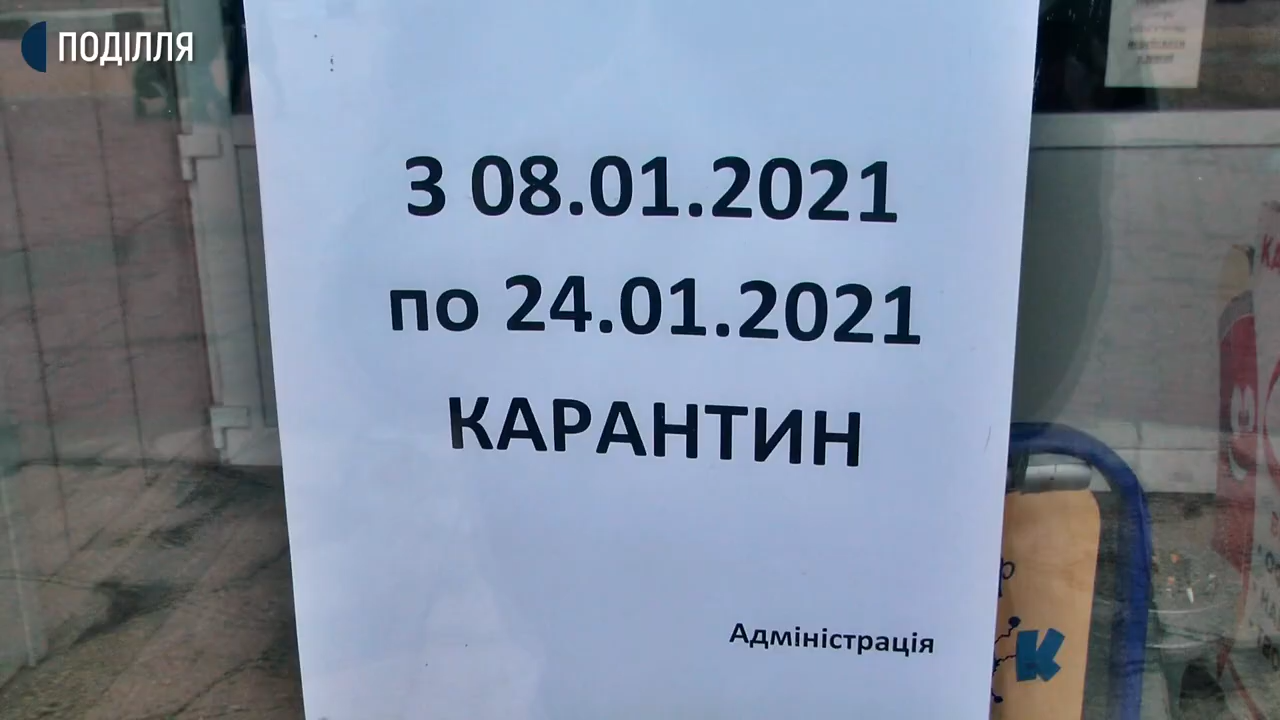 ПОДІЛЛЯ
З 08.01.2021
по 24.01.2021
КАРАНТИН
Адміністрація
К